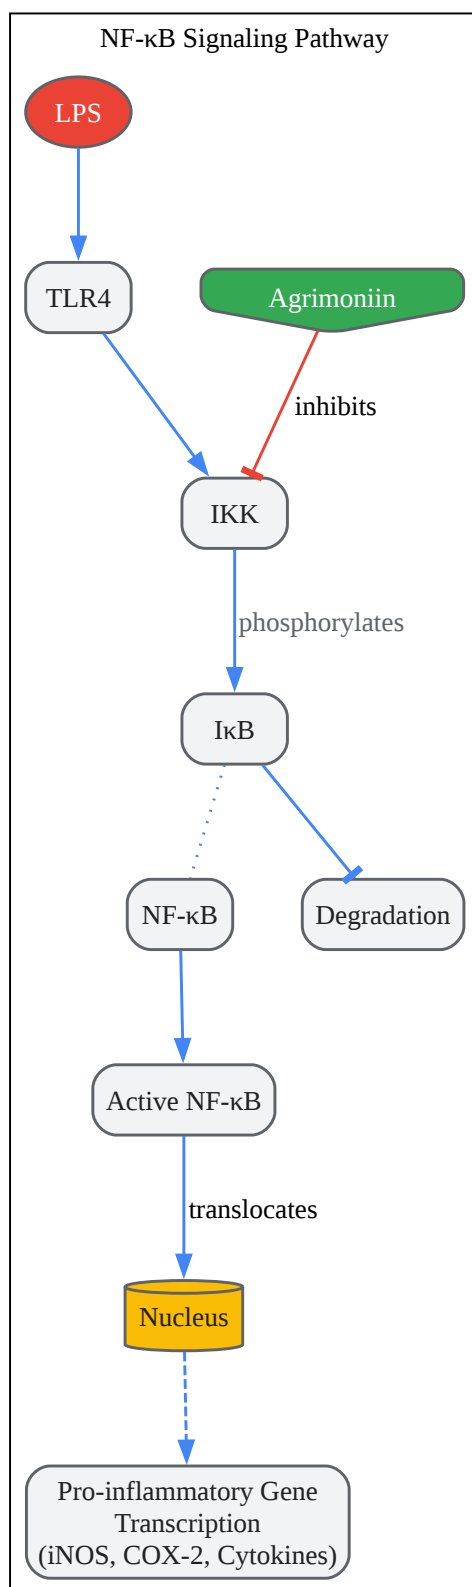 NF-κB Signaling Pathway
LPS
TLR4
Agrimoniin
inhibits
IKK
phosphorylates
IκB
NF-κB
Degradation
Active NF-κB
translocates
Nucleus
Pro-inflammatory Gene
Transcription
(iNOS, COX-2, Cytokines)